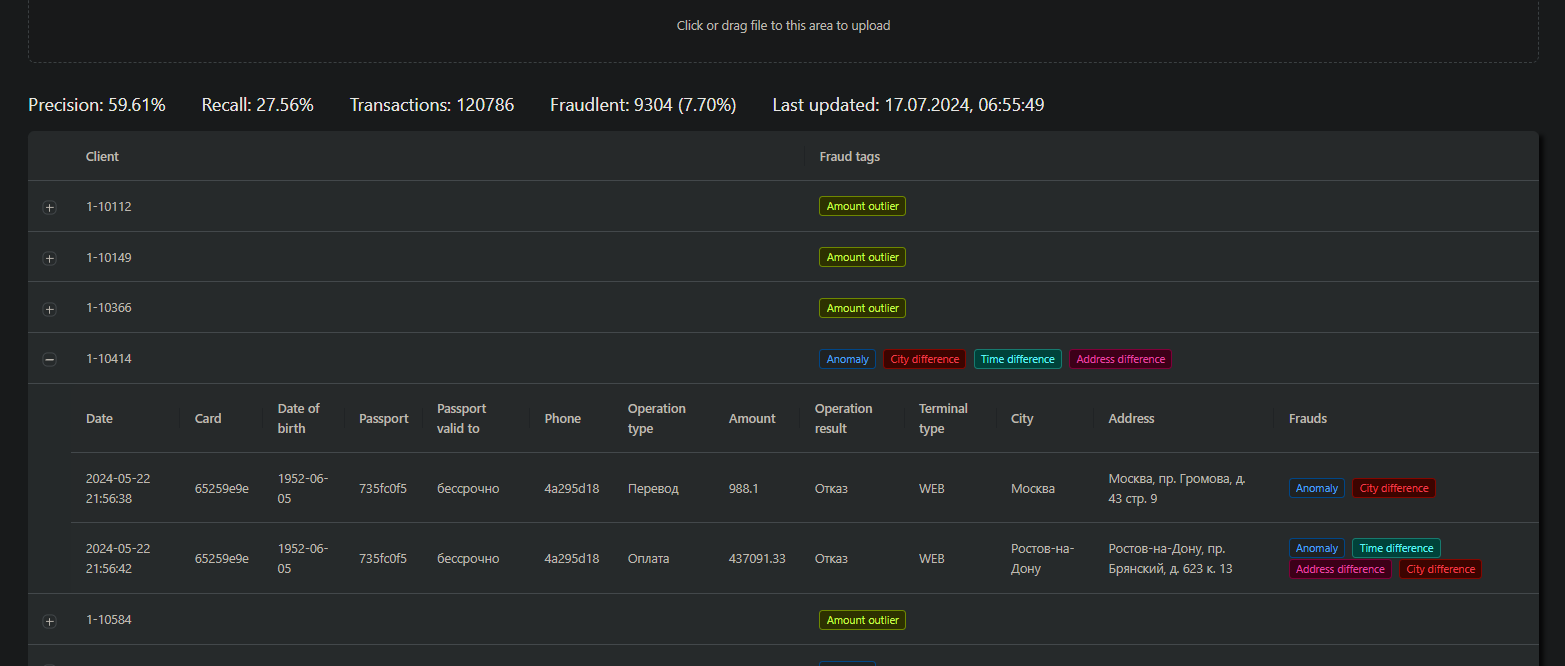 Click or drag file to this area to upload
Precision: 59.61% Recall: 27.56% Transactions: 120786 Fraudlent: 9304 (7.70%) Last updated: 17.07.2024, 06:55:49
Client Fraud tags
1-10112 Amount outlier
1-10149 Amount outlier
1-10366 Amount outlier
1-10414 Anomaly City difference Time difference Address difference
Date Card Date of birth Passport Passport valid to Phone Operation type Amount Operation result Terminal type City Address Frauds
2024-05-22 21:56:38 65259e9e 1952-06-05 735fc0f5 бессрочно 4a295d18 Перевод 988.1 Отказ WEB Москва Москва, пр. Громова, д. 43 стр. 9 Anomaly City difference
2024-05-22 21:56:42 65259e9e 1952-06-05 735fc0f5 бессрочно 4a295d18 Оплата 437091.33 Отказ WEB Ростов-на-Дону Ростов-на-Дону, пр. Брянский, д. 623 к. 13 Anomaly Time difference Address difference City difference
1-10584 Amount outlier